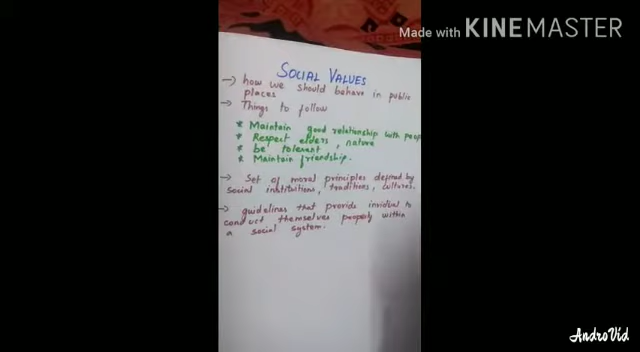 Made with KINEMASTER
SOCIAL VALUES
-> how we should behave in public
places
-> Things to follow
* Maintain good relationship with peop
* Respect elders, nature
* be tolerent,
* Maintain friendship.
-> Set of moral principles defined by
social institutions, traditions, cultures.
-> guidelines that provide invidual to
conduct themselves properly within
a social system.
AndroVid